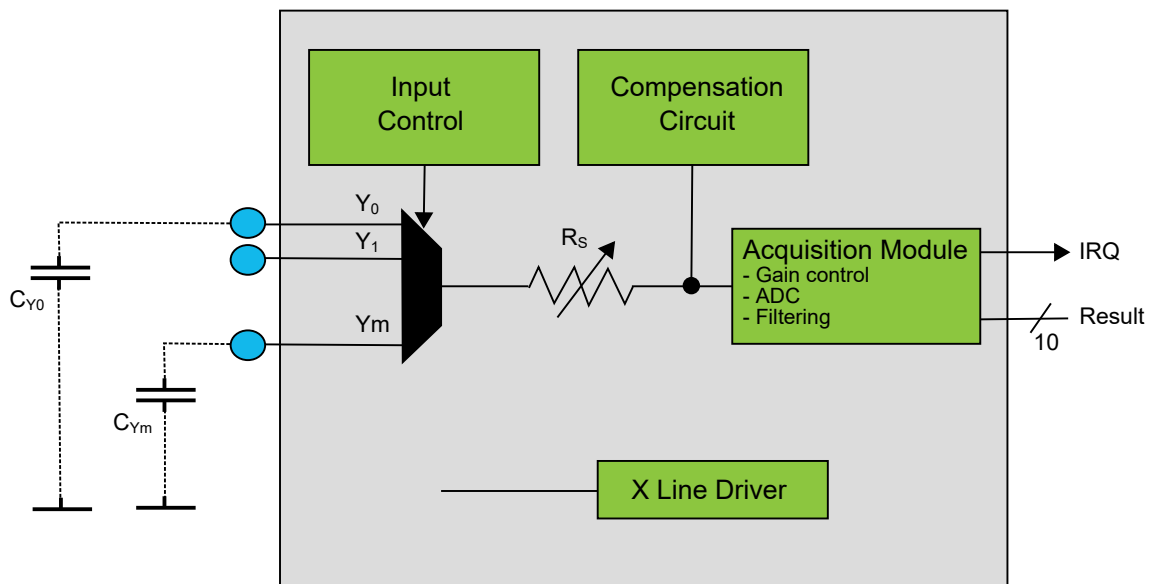 Input
Control
Compensation
Circuit
Y0
Y1
Ym
RS
Acquisition Module
- Gain control
- ADC
- Filtering
IRQ
Result
10
CY0
CYm
X Line Driver